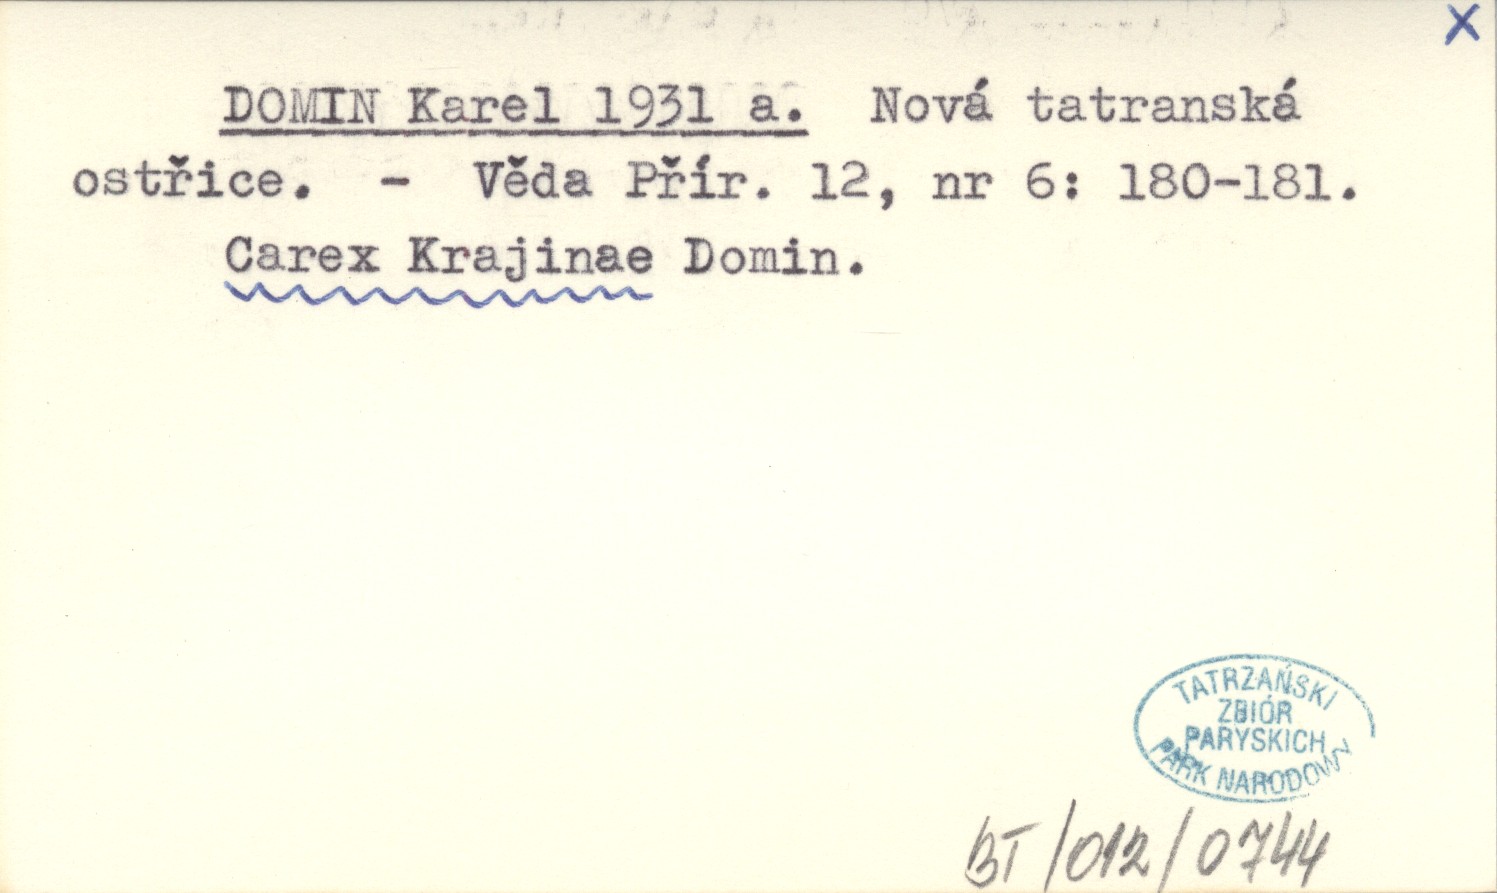 X
DOMIN Karel 1931 a. Nová tatranská
ostřice. - Věda Přír. 12, nr 6: 180-181.
Carex Krajinae Domin.
TATRZAŃSKI
ZBIÓR
PARYSKICH
PARK NARODOWY
BT/012/0744